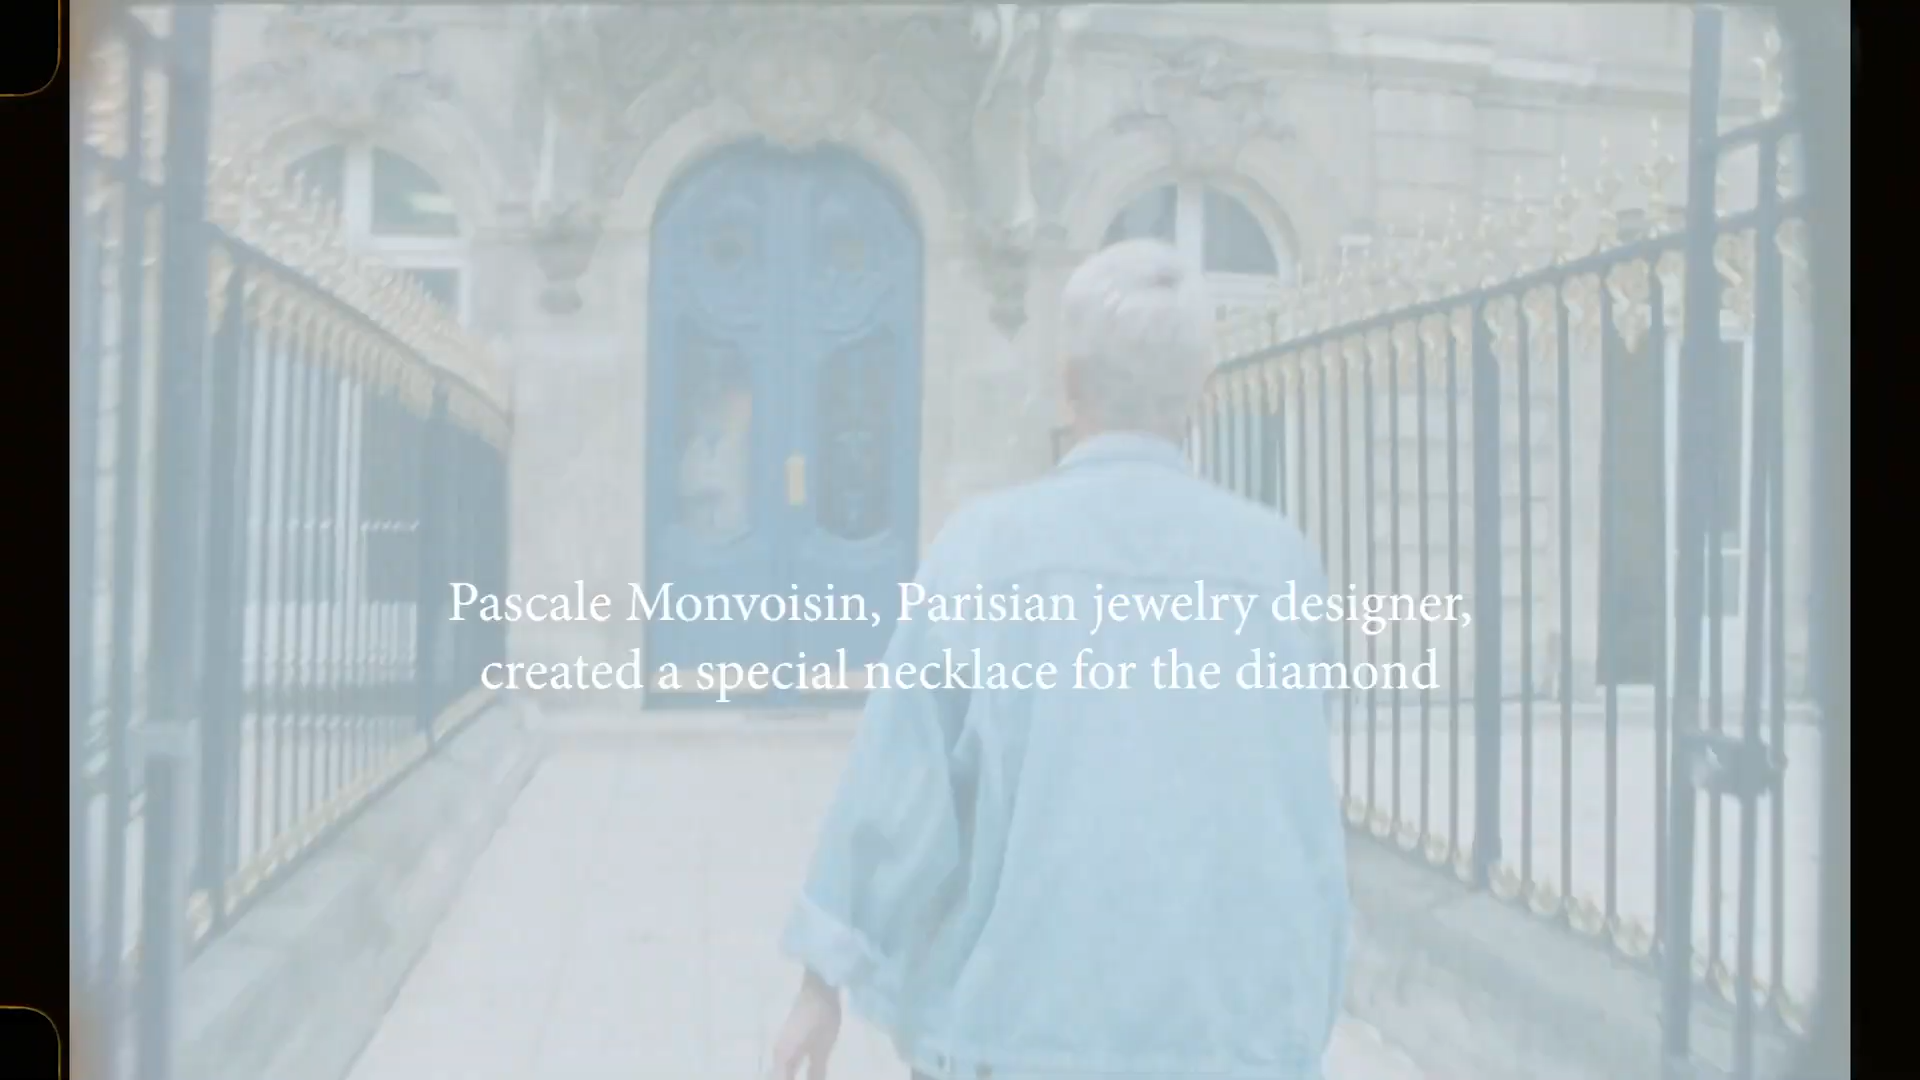 Pascale Monvoisin, Parisian jewelry designer,
created a special necklace for the diamond